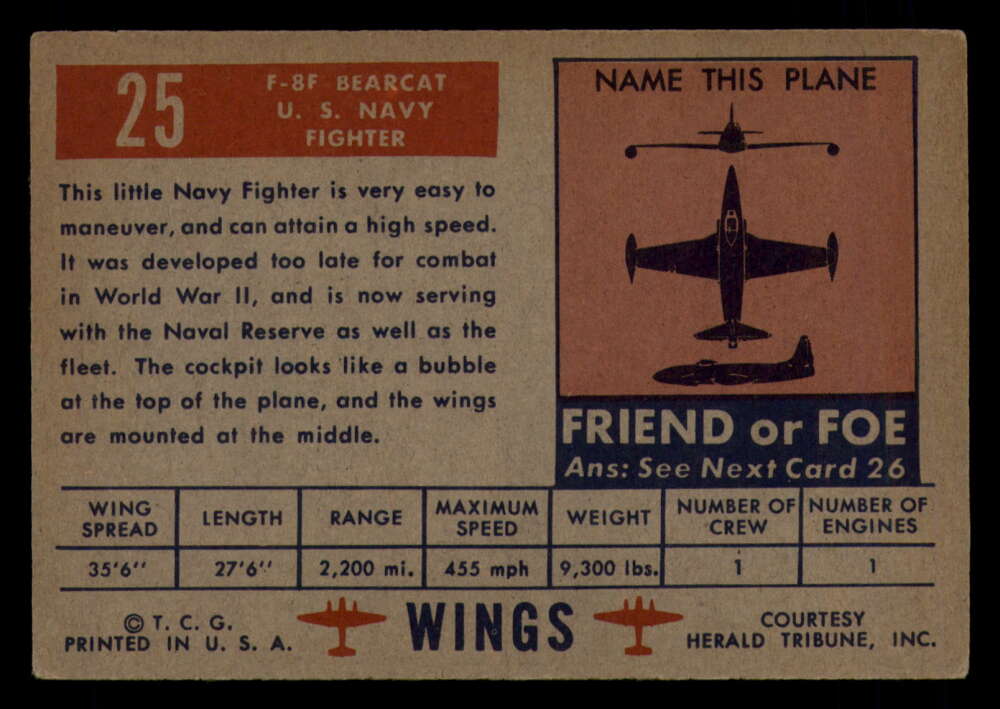 25
F-8F BEARCAT
U. S. NAVY
FIGHTER
This little Navy Fighter is very easy to
maneuver, and can attain a high speed.
It was developed too late for combat
in World War II, and is now serving
with the Naval Reserve as well as the
fleet. The cockpit looks like a bubble
at the top of the plane, and the wings
are mounted at the middle.
NAME THIS PLANE
FRIEND or FOE
Ans: See Next Card 26
WING SPREAD
LENGTH
RANGE
MAXIMUM SPEED
WEIGHT
NUMBER OF CREW
NUMBER OF ENGINES
35'6''
27'6''
2,200 mi.
455 mph
9,300 lbs.
1
1
© T. C. G.
PRINTED IN U. S. A.
WINGS
COURTESY
HERALD TRIBUNE, INC.